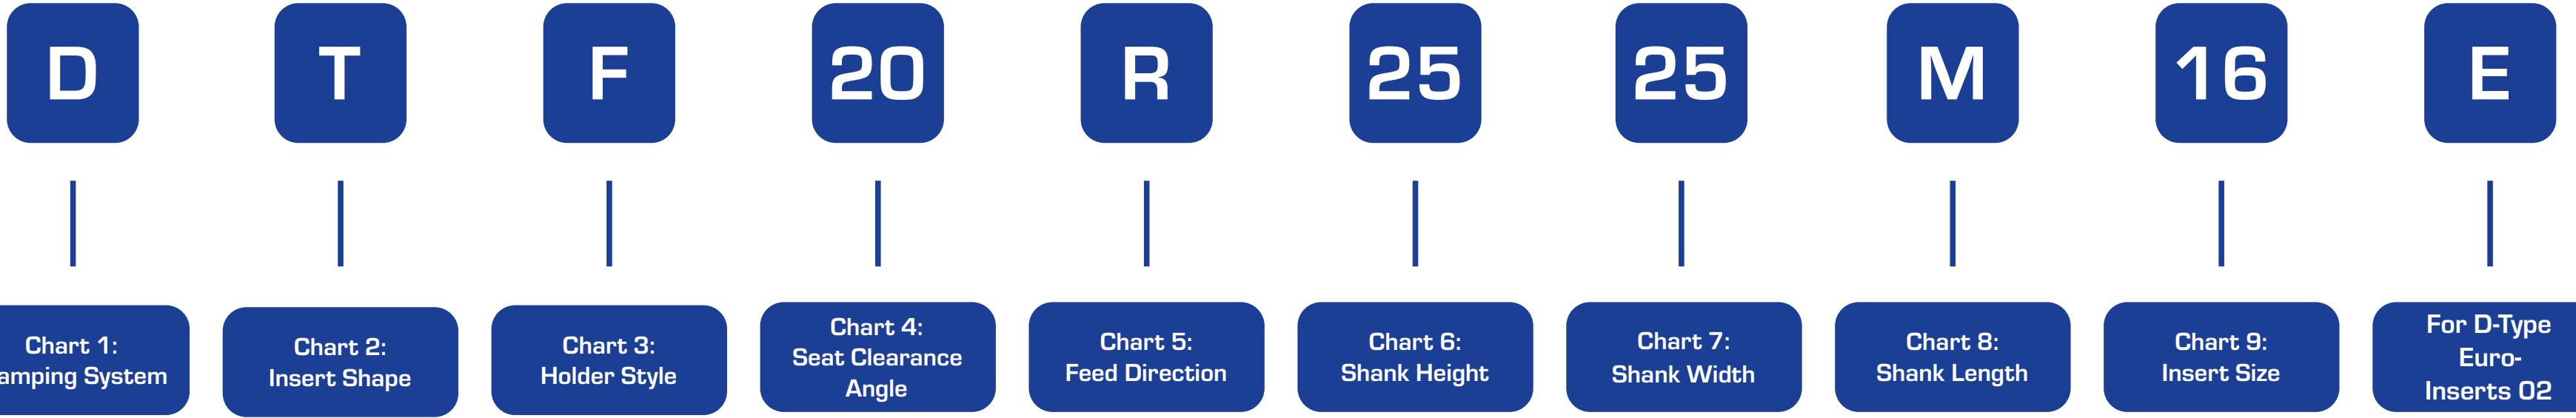 D T F 20 R 25 25 M 16 E
Chart 1:
amping System
Chart 2:
Insert Shape
Chart 3:
Holder Style
Chart 4:
Seat Clearance
Angle
Chart 5:
Feed Direction
Chart 6:
Shank Height
Chart 7:
Shank Width
Chart 8:
Shank Length
Chart 9:
Insert Size
For D-Type
Euro-
Inserts 02